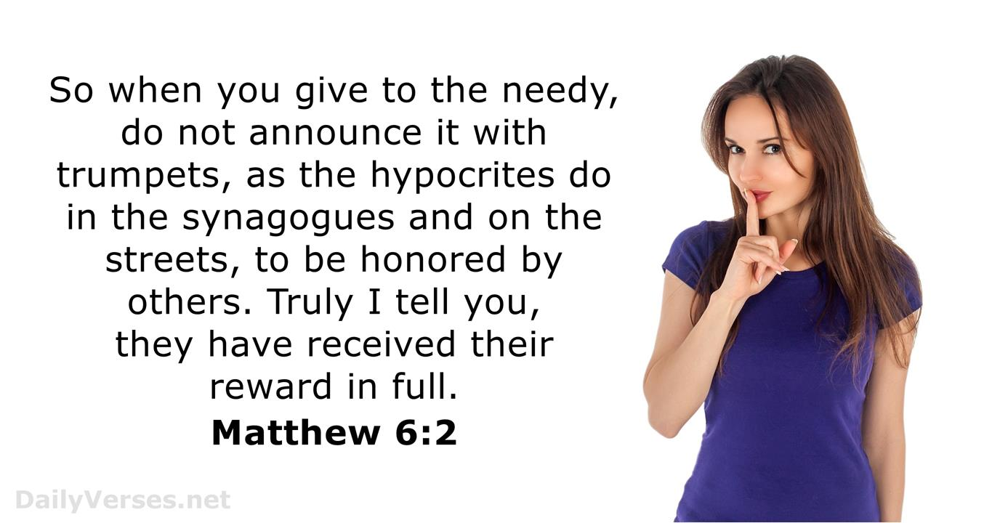 So when you give to the needy,
do not announce it with
trumpets, as the hypocrites do
in the synagogues and on the
streets, to be honored by
others. Truly I tell you,
they have received their
reward in full.
Matthew 6:2
DailyVerses.net